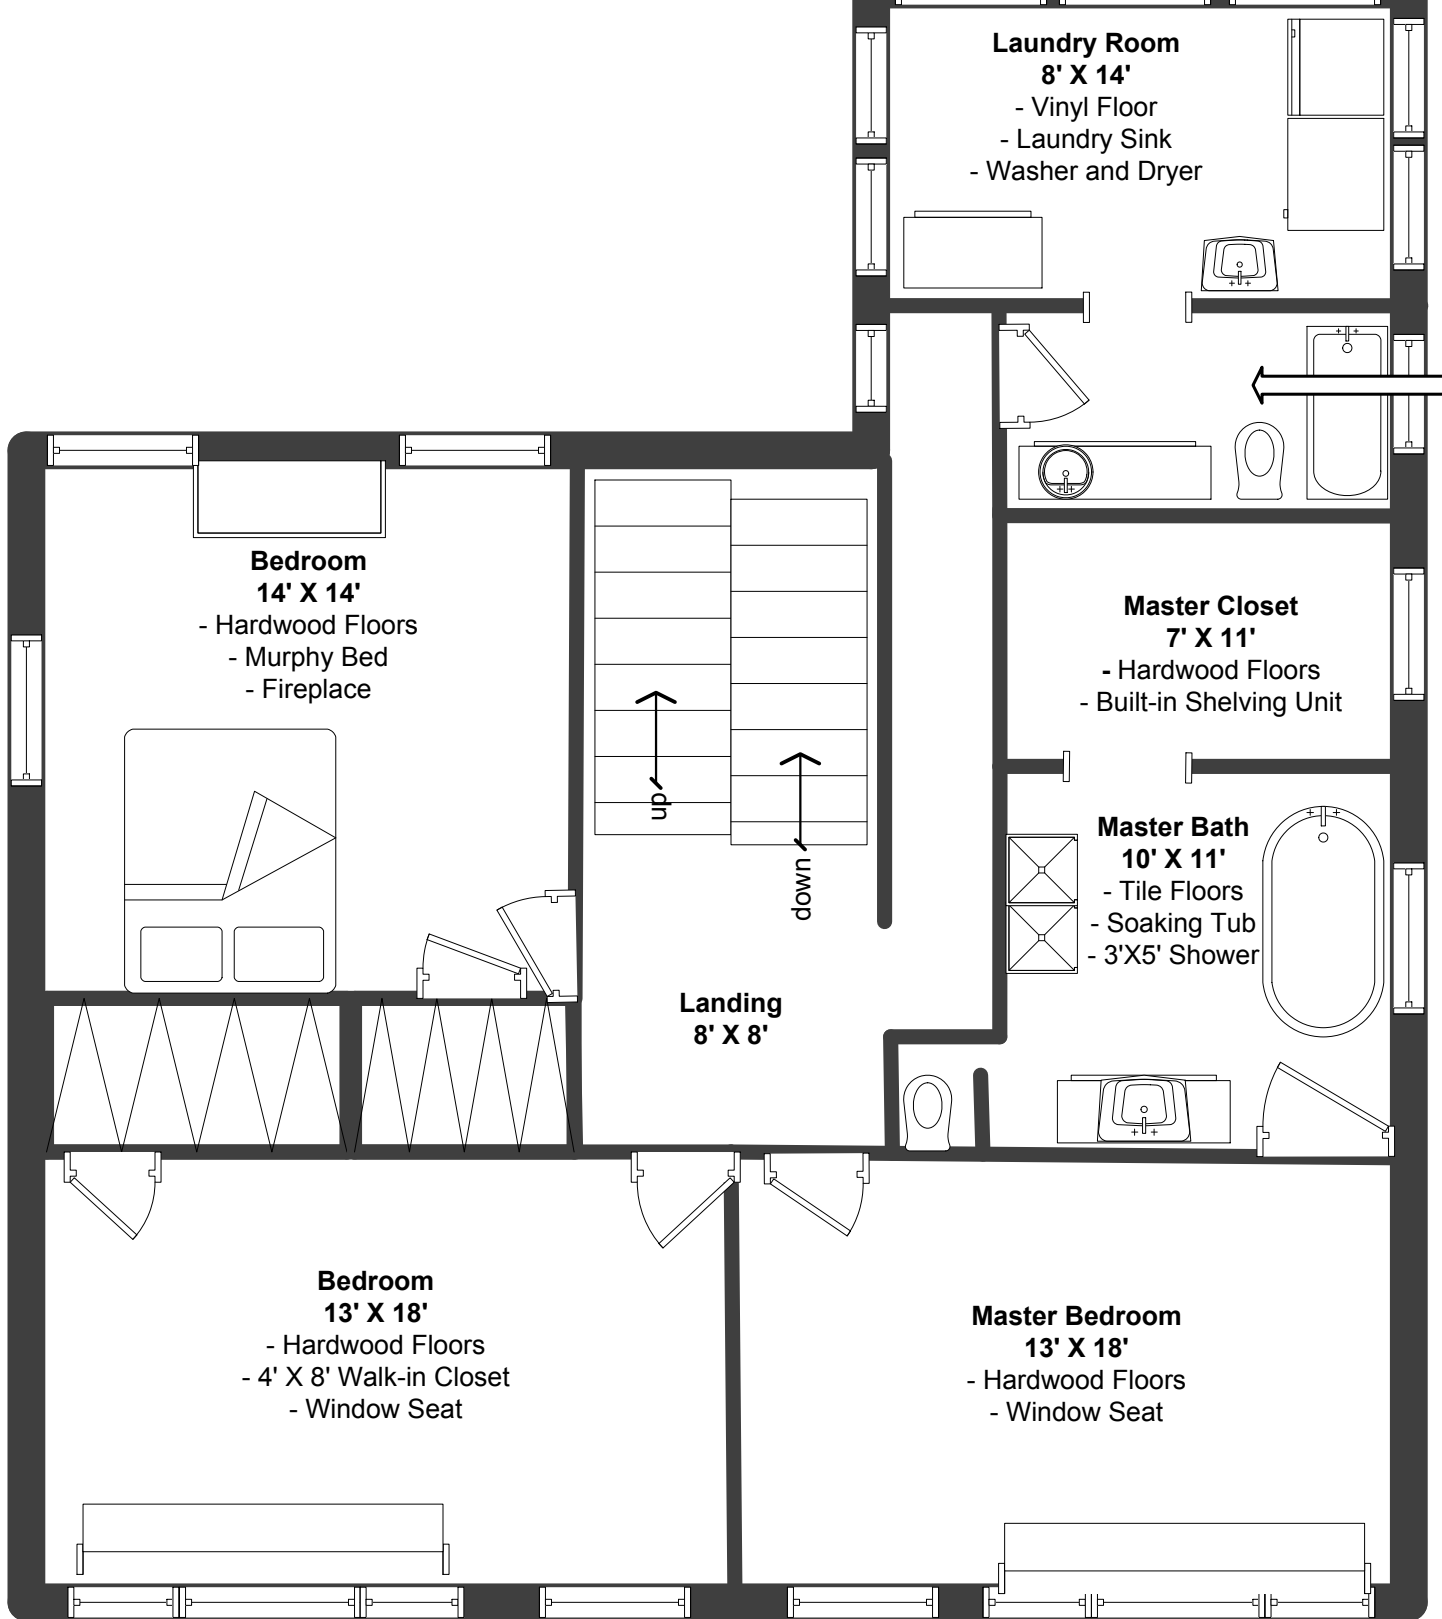 Laundry Room
8' X 14'
- Vinyl Floor
- Laundry Sink
- Washer and Dryer
Bedroom
14' X 14'
- Hardwood Floors
- Murphy Bed
- Fireplace
Master Closet
7' X 11'
- Hardwood Floors
- Built-in Shelving Unit
up
down
Master Bath
10' X 11'
- Tile Floors
- Soaking Tub
- 3'X5' Shower
Landing
8' X 8'
Bedroom
13' X 18'
- Hardwood Floors
- 4' X 8' Walk-in Closet
- Window Seat
Master Bedroom
13' X 18'
- Hardwood Floors
- Window Seat